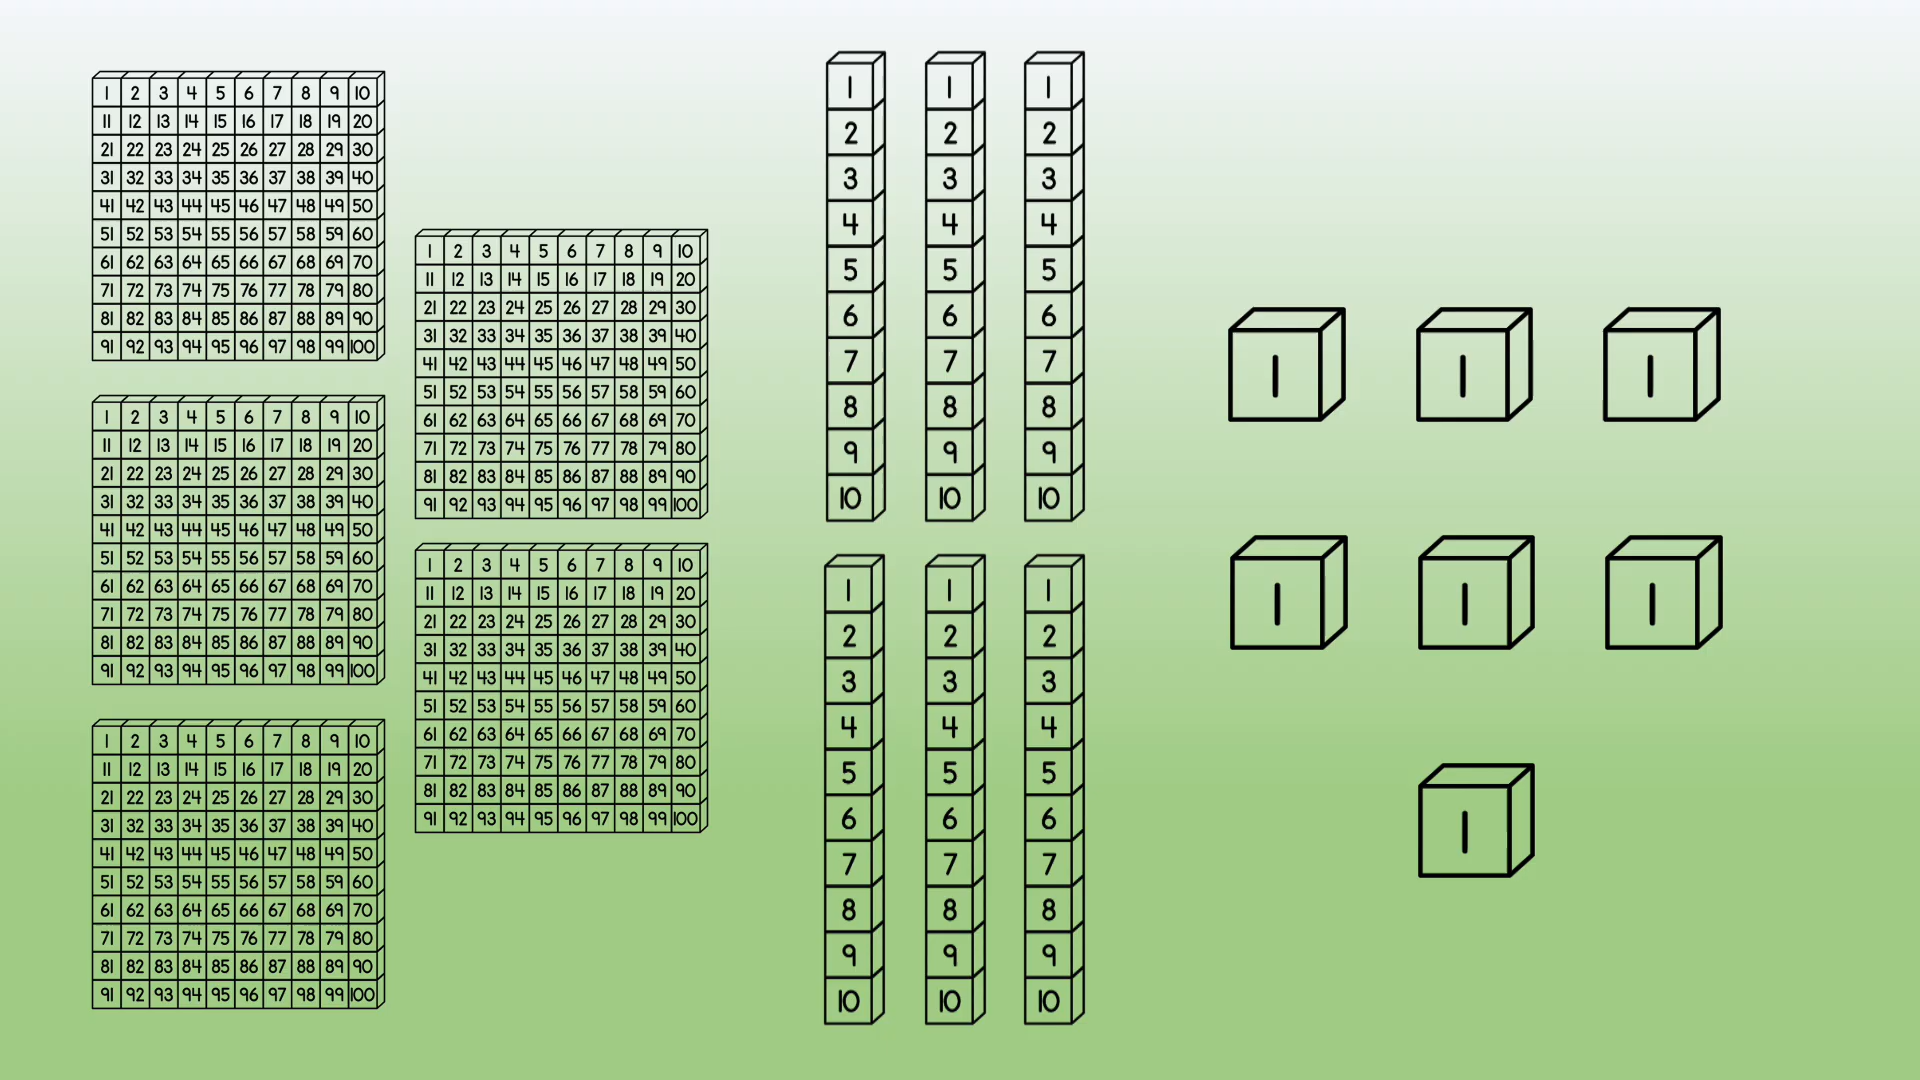 1 2 3 4 5 6 7 8 9 10
11 12 13 14 15 16 17 18 19 20
21 22 23 24 25 26 27 28 29 30
31 32 33 34 35 36 37 38 39 40
41 42 43 44 45 46 47 48 49 50
51 52 53 54 55 56 57 58 59 60
61 62 63 64 65 66 67 68 69 70
71 72 73 74 75 76 77 78 79 80
81 82 83 84 85 86 87 88 89 90
91 92 93 94 95 96 97 98 99 100
1 2 3 4 5 6 7 8 9 10
11 12 13 14 15 16 17 18 19 20
21 22 23 24 25 26 27 28 29 30
31 32 33 34 35 36 37 38 39 40
41 42 43 44 45 46 47 48 49 50
51 52 53 54 55 56 57 58 59 60
61 62 63 64 65 66 67 68 69 70
71 72 73 74 75 76 77 78 79 80
81 82 83 84 85 86 87 88 89 90
91 92 93 94 95 96 97 98 99 100
1 2 3 4 5 6 7 8 9 10
11 12 13 14 15 16 17 18 19 20
21 22 23 24 25 26 27 28 29 30
31 32 33 34 35 36 37 38 39 40
41 42 43 44 45 46 47 48 49 50
51 52 53 54 55 56 57 58 59 60
61 62 63 64 65 66 67 68 69 70
71 72 73 74 75 76 77 78 79 80
81 82 83 84 85 86 87 88 89 90
91 92 93 94 95 96 97 98 99 100
1 2 3 4 5 6 7 8 9 10
11 12 13 14 15 16 17 18 19 20
21 22 23 24 25 26 27 28 29 30
31 32 33 34 35 36 37 38 39 40
41 42 43 44 45 46 47 48 49 50
51 52 53 54 55 56 57 58 59 60
61 62 63 64 65 66 67 68 69 70
71 72 73 74 75 76 77 78 79 80
81 82 83 84 85 86 87 88 89 90
91 92 93 94 95 96 97 98 99 100
1 2 3 4 5 6 7 8 9 10
11 12 13 14 15 16 17 18 19 20
21 22 23 24 25 26 27 28 29 30
31 32 33 34 35 36 37 38 39 40
41 42 43 44 45 46 47 48 49 50
51 52 53 54 55 56 57 58 59 60
61 62 63 64 65 66 67 68 69 70
71 72 73 74 75 76 77 78 79 80
81 82 83 84 85 86 87 88 89 90
91 92 93 94 95 96 97 98 99 100
1 1 1
2 2 2
3 3 3
4 4 4
5 5 5
6 6 6
7 7 7
8 8 8
9 9 9
10 10 10
1 1 1
2 2 2
3 3 3
4 4 4
5 5 5
6 6 6
7 7 7
8 8 8
9 9 9
10 10 10
1 1 1
1 1 1
1